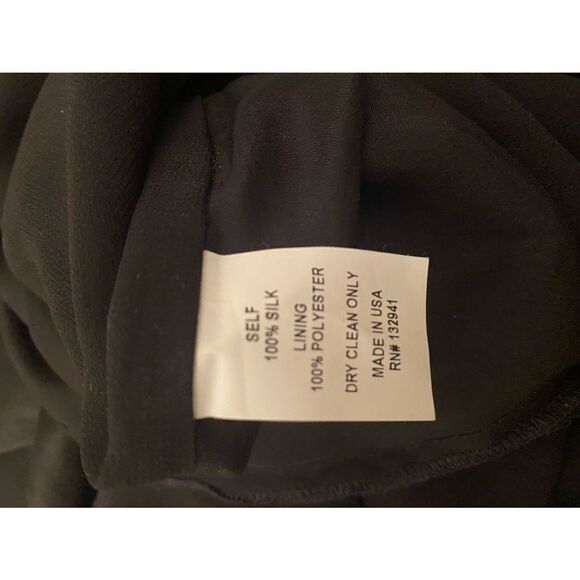 SELF
100% SILK
LINING
100% POLYESTER
DRY CLEAN ONLY
MADE IN USA
RN# 132941